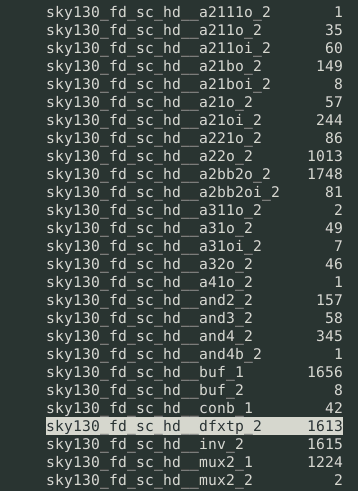 sky130_fd_sc_hd__a2111o_2 1
sky130_fd_sc_hd__a211o_2 35
sky130_fd_sc_hd__a211oi_2 60
sky130_fd_sc_hd__a21bo_2 149
sky130_fd_sc_hd__a21boi_2 8
sky130_fd_sc_hd__a21o_2 57
sky130_fd_sc_hd__a21oi_2 244
sky130_fd_sc_hd__a221o_2 86
sky130_fd_sc_hd__a22o_2 1013
sky130_fd_sc_hd__a2bb2o_2 1748
sky130_fd_sc_hd__a2bb2oi_2 81
sky130_fd_sc_hd__a311o_2 2
sky130_fd_sc_hd__a31o_2 49
sky130_fd_sc_hd__a31oi_2 7
sky130_fd_sc_hd__a32o_2 46
sky130_fd_sc_hd__a41o_2 1
sky130_fd_sc_hd__and2_2 157
sky130_fd_sc_hd__and3_2 58
sky130_fd_sc_hd__and4_2 345
sky130_fd_sc_hd__and4b_2 1
sky130_fd_sc_hd__buf_1 1656
sky130_fd_sc_hd__buf_2 8
sky130_fd_sc_hd__conb_1 42
sky130_fd_sc_hd__dfxtp_2 1613
sky130_fd_sc_hd__inv_2 1615
sky130_fd_sc_hd__mux2_1 1224
sky130_fd_sc_hd__mux2_2 2